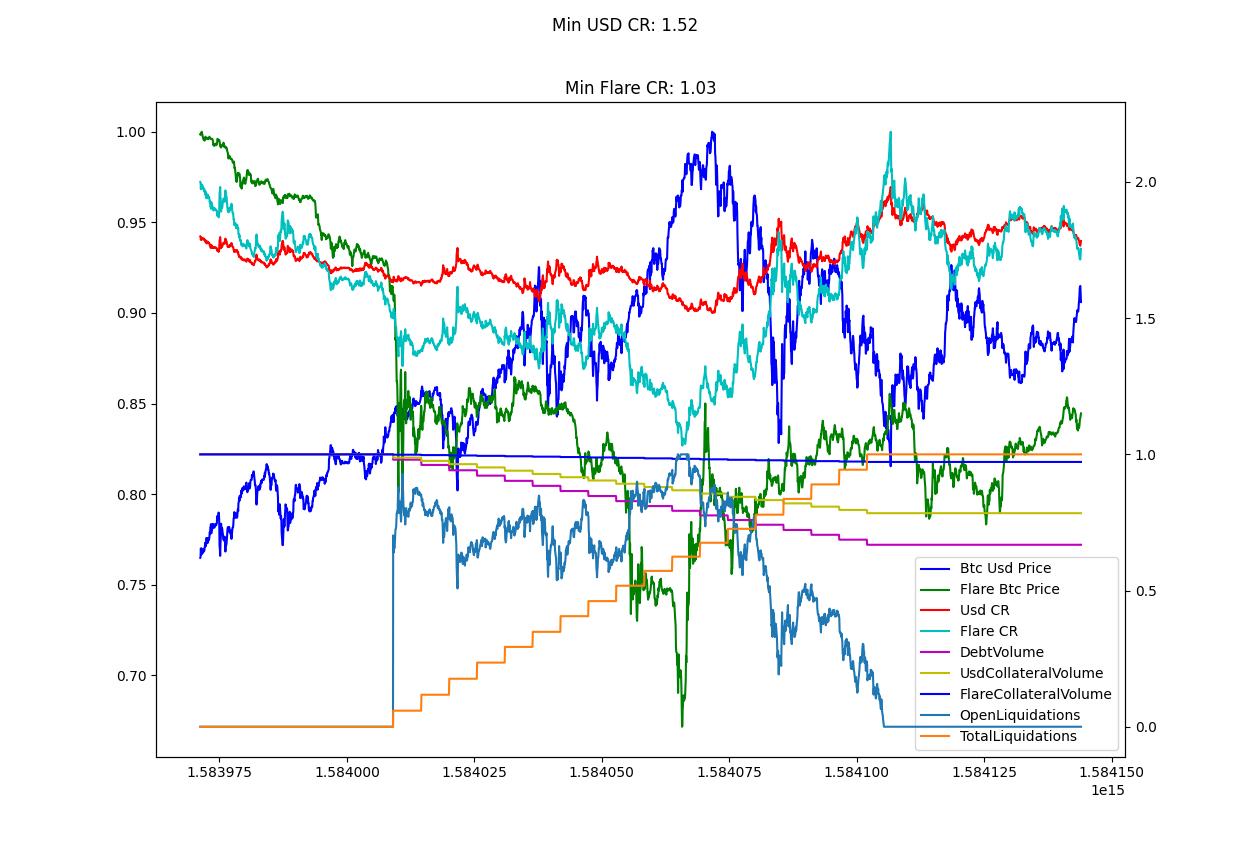 Min USD CR: 1.52
Min Flare CR: 1.03
1.00
0.95
0.90
0.85
0.80
0.75
0.70
2.0
1.5
1.0
0.5
0.0
Btc Usd Price
Flare Btc Price
Usd CR
Flare CR
DebtVolume
UsdCollateralVolume
FlareCollateralVolume
OpenLiquidations
TotalLiquidations
1.583975 1.584000 1.584025 1.584050 1.584075 1.584100 1.584125 1.584150
1e15